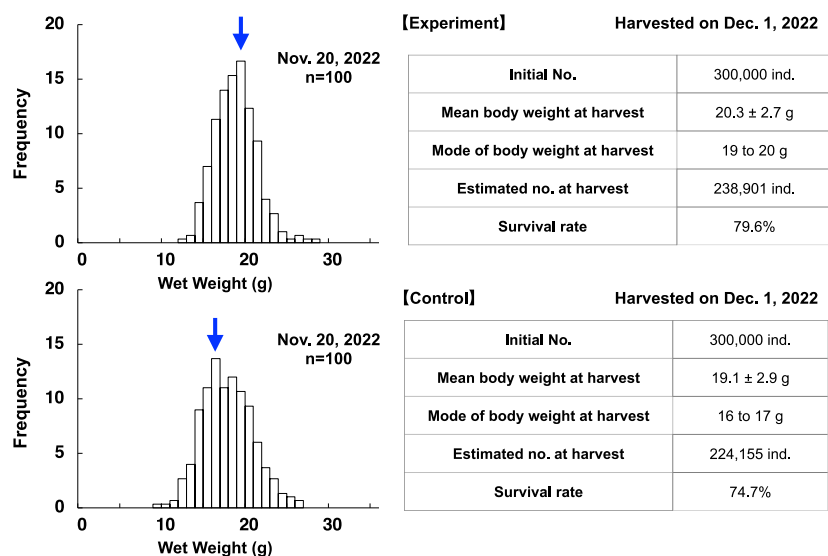 20
15
10
5
0
Frequency
Nov. 20, 2022
n=100
0
10
20
30
Wet Weight (g)
【Experiment】 Harvested on Dec. 1, 2022
Initial No. 300,000 ind.
Mean body weight at harvest 20.3 ± 2.7 g
Mode of body weight at harvest 19 to 20 g
Estimated no. at harvest 238,901 ind.
Survival rate 79.6%
20
15
10
5
0
Frequency
Nov. 20, 2022
n=100
0
10
20
30
Wet Weight (g)
【Control】 Harvested on Dec. 1, 2022
Initial No. 300,000 ind.
Mean body weight at harvest 19.1 ± 2.9 g
Mode of body weight at harvest 16 to 17 g
Estimated no. at harvest 224,155 ind.
Survival rate 74.7%